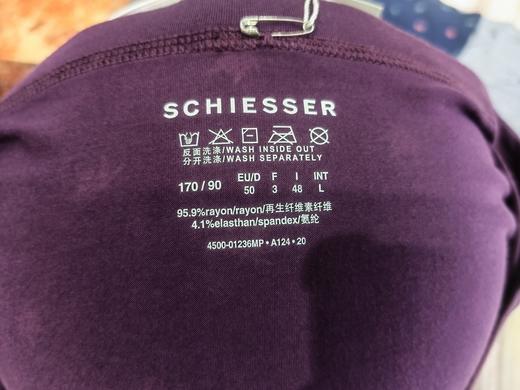 SCHIESSER
反面洗涤/WASH INSIDE OUT
分开洗涤/WASH SEPARATELY
170/90 EU/D 50 F 3 I 48 INT L
95.9%rayon/rayon/再生纤维素纤维
4.1%elasthan/spandex/氨纶
4500-01236MP • A124 • 20